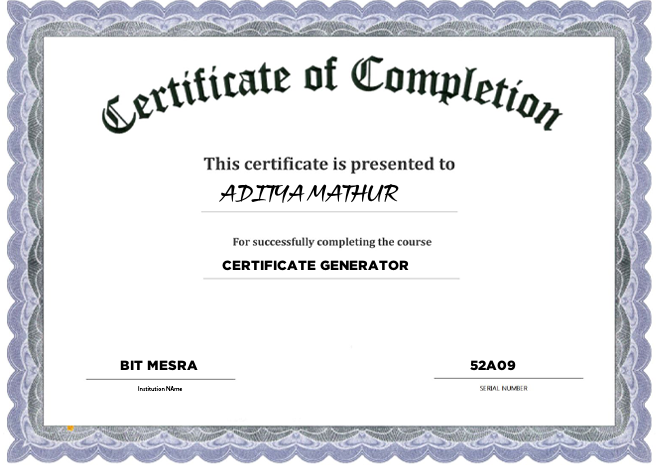 Certificate of Completion
This certificate is presented to
ADITYA MATHUR
For successfully completing the course
CERTIFICATE GENERATOR
BIT MESRA
52A09
Institution NAme
SERIAL NUMBER